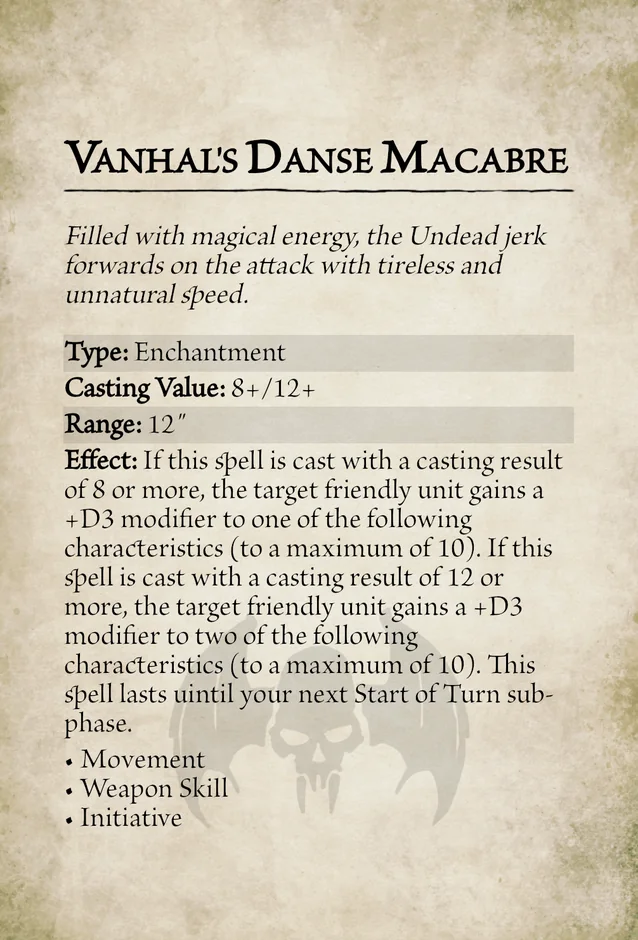 Vanhal's Danse Macabre
Filled with magical energy, the Undead jerk
forwards on the attack with tireless and
unnatural speed.
Type: Enchantment
Casting Value: 8+/12+
Range: 12"
Effect: If this spell is cast with a casting result
of 8 or more, the target friendly unit gains a
+D3 modifier to one of the following
characteristics (to a maximum of 10). If this
spell is cast with a casting result of 12 or
more, the target friendly unit gains a +D3
modifier to two of the following
characteristics (to a maximum of 10). This
spell lasts uintil your next Start of Turn sub-
phase.
• Movement
• Weapon Skill
• Initiative